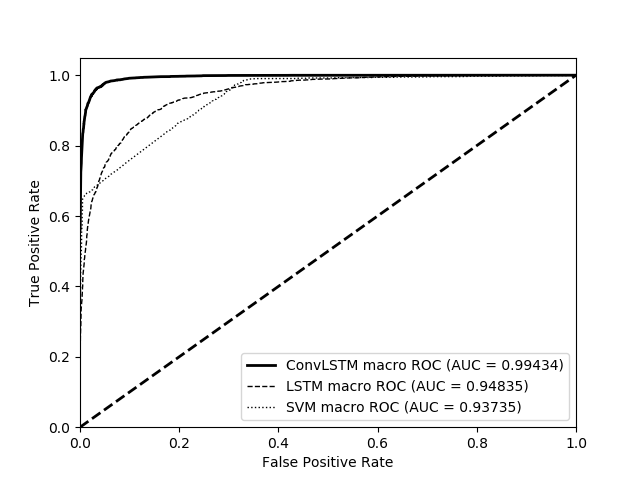 1.0
0.8
0.6
0.4
0.2
0.0
True Positive Rate
ConvLSTM macro ROC (AUC = 0.99434)
LSTM macro ROC (AUC = 0.94835)
SVM macro ROC (AUC = 0.93735)
0.0 0.2 0.4 0.6 0.8 1.0
False Positive Rate